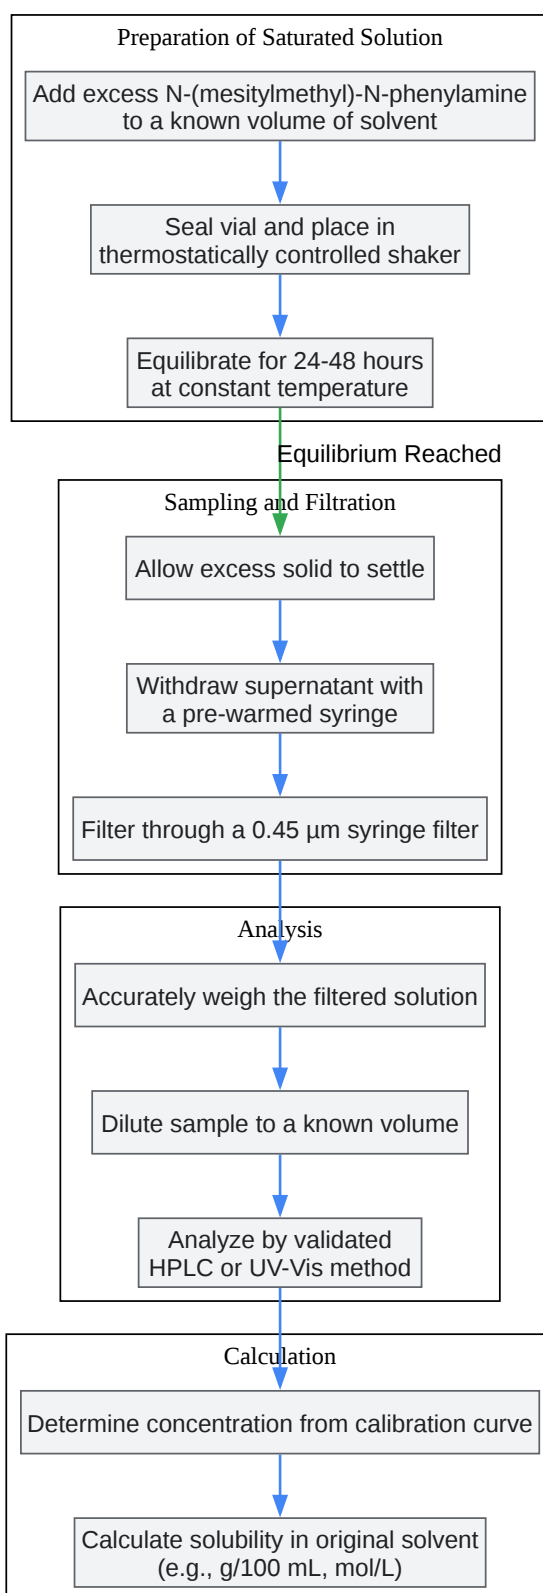 Preparation of Saturated Solution
Add excess N-(mesitylmethyl)-N-phenylamine
to a known volume of solvent
Seal vial and place in
thermostatically controlled shaker
Equilibrate for 24-48 hours
at constant temperature
Equilibrium Reached
Sampling and Filtration
Allow excess solid to settle
Withdraw supernatant with
a pre-warmed syringe
Filter through a 0.45 µm syringe filter
Analysis
Accurately weigh the filtered solution
Dilute sample to a known volume
Analyze by validated
HPLC or UV-Vis method
Calculation
Determine concentration from calibration curve
Calculate solubility in original solvent
(e.g., g/100 mL, mol/L)